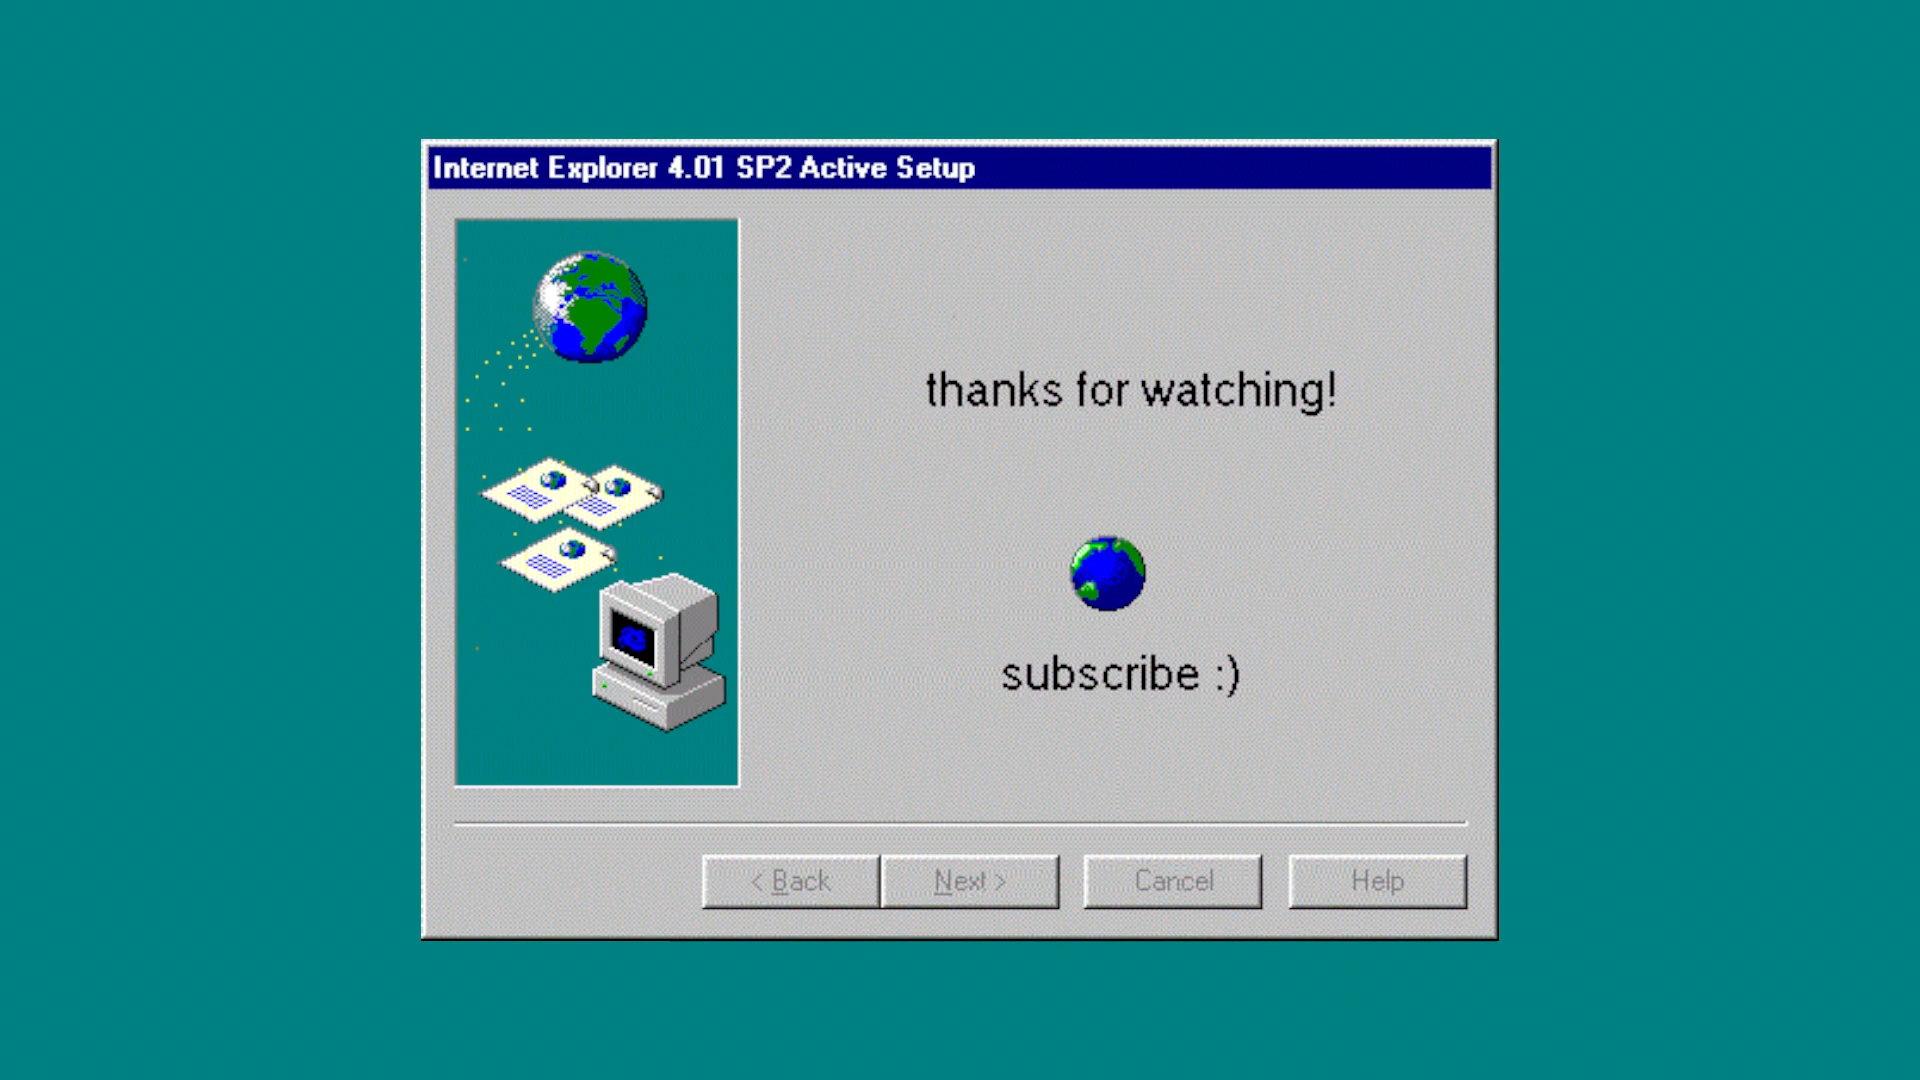 Internet Explorer 4.01 SP2 Active Setup
thanks for watching!
subscribe :)
< Back
Next >
Cancel
Help